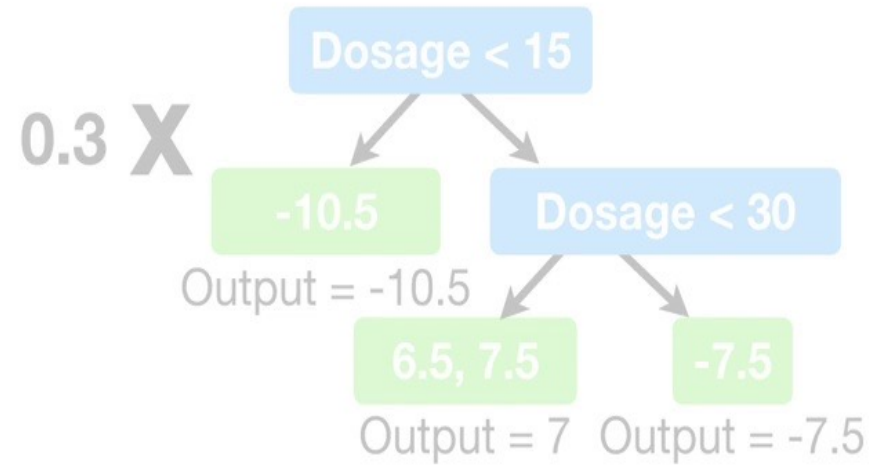 Dosage < 15
0.3 X
-10.5
Dosage < 30
Output = -10.5
6.5, 7.5
-7.5
Output = 7
Output = -7.5